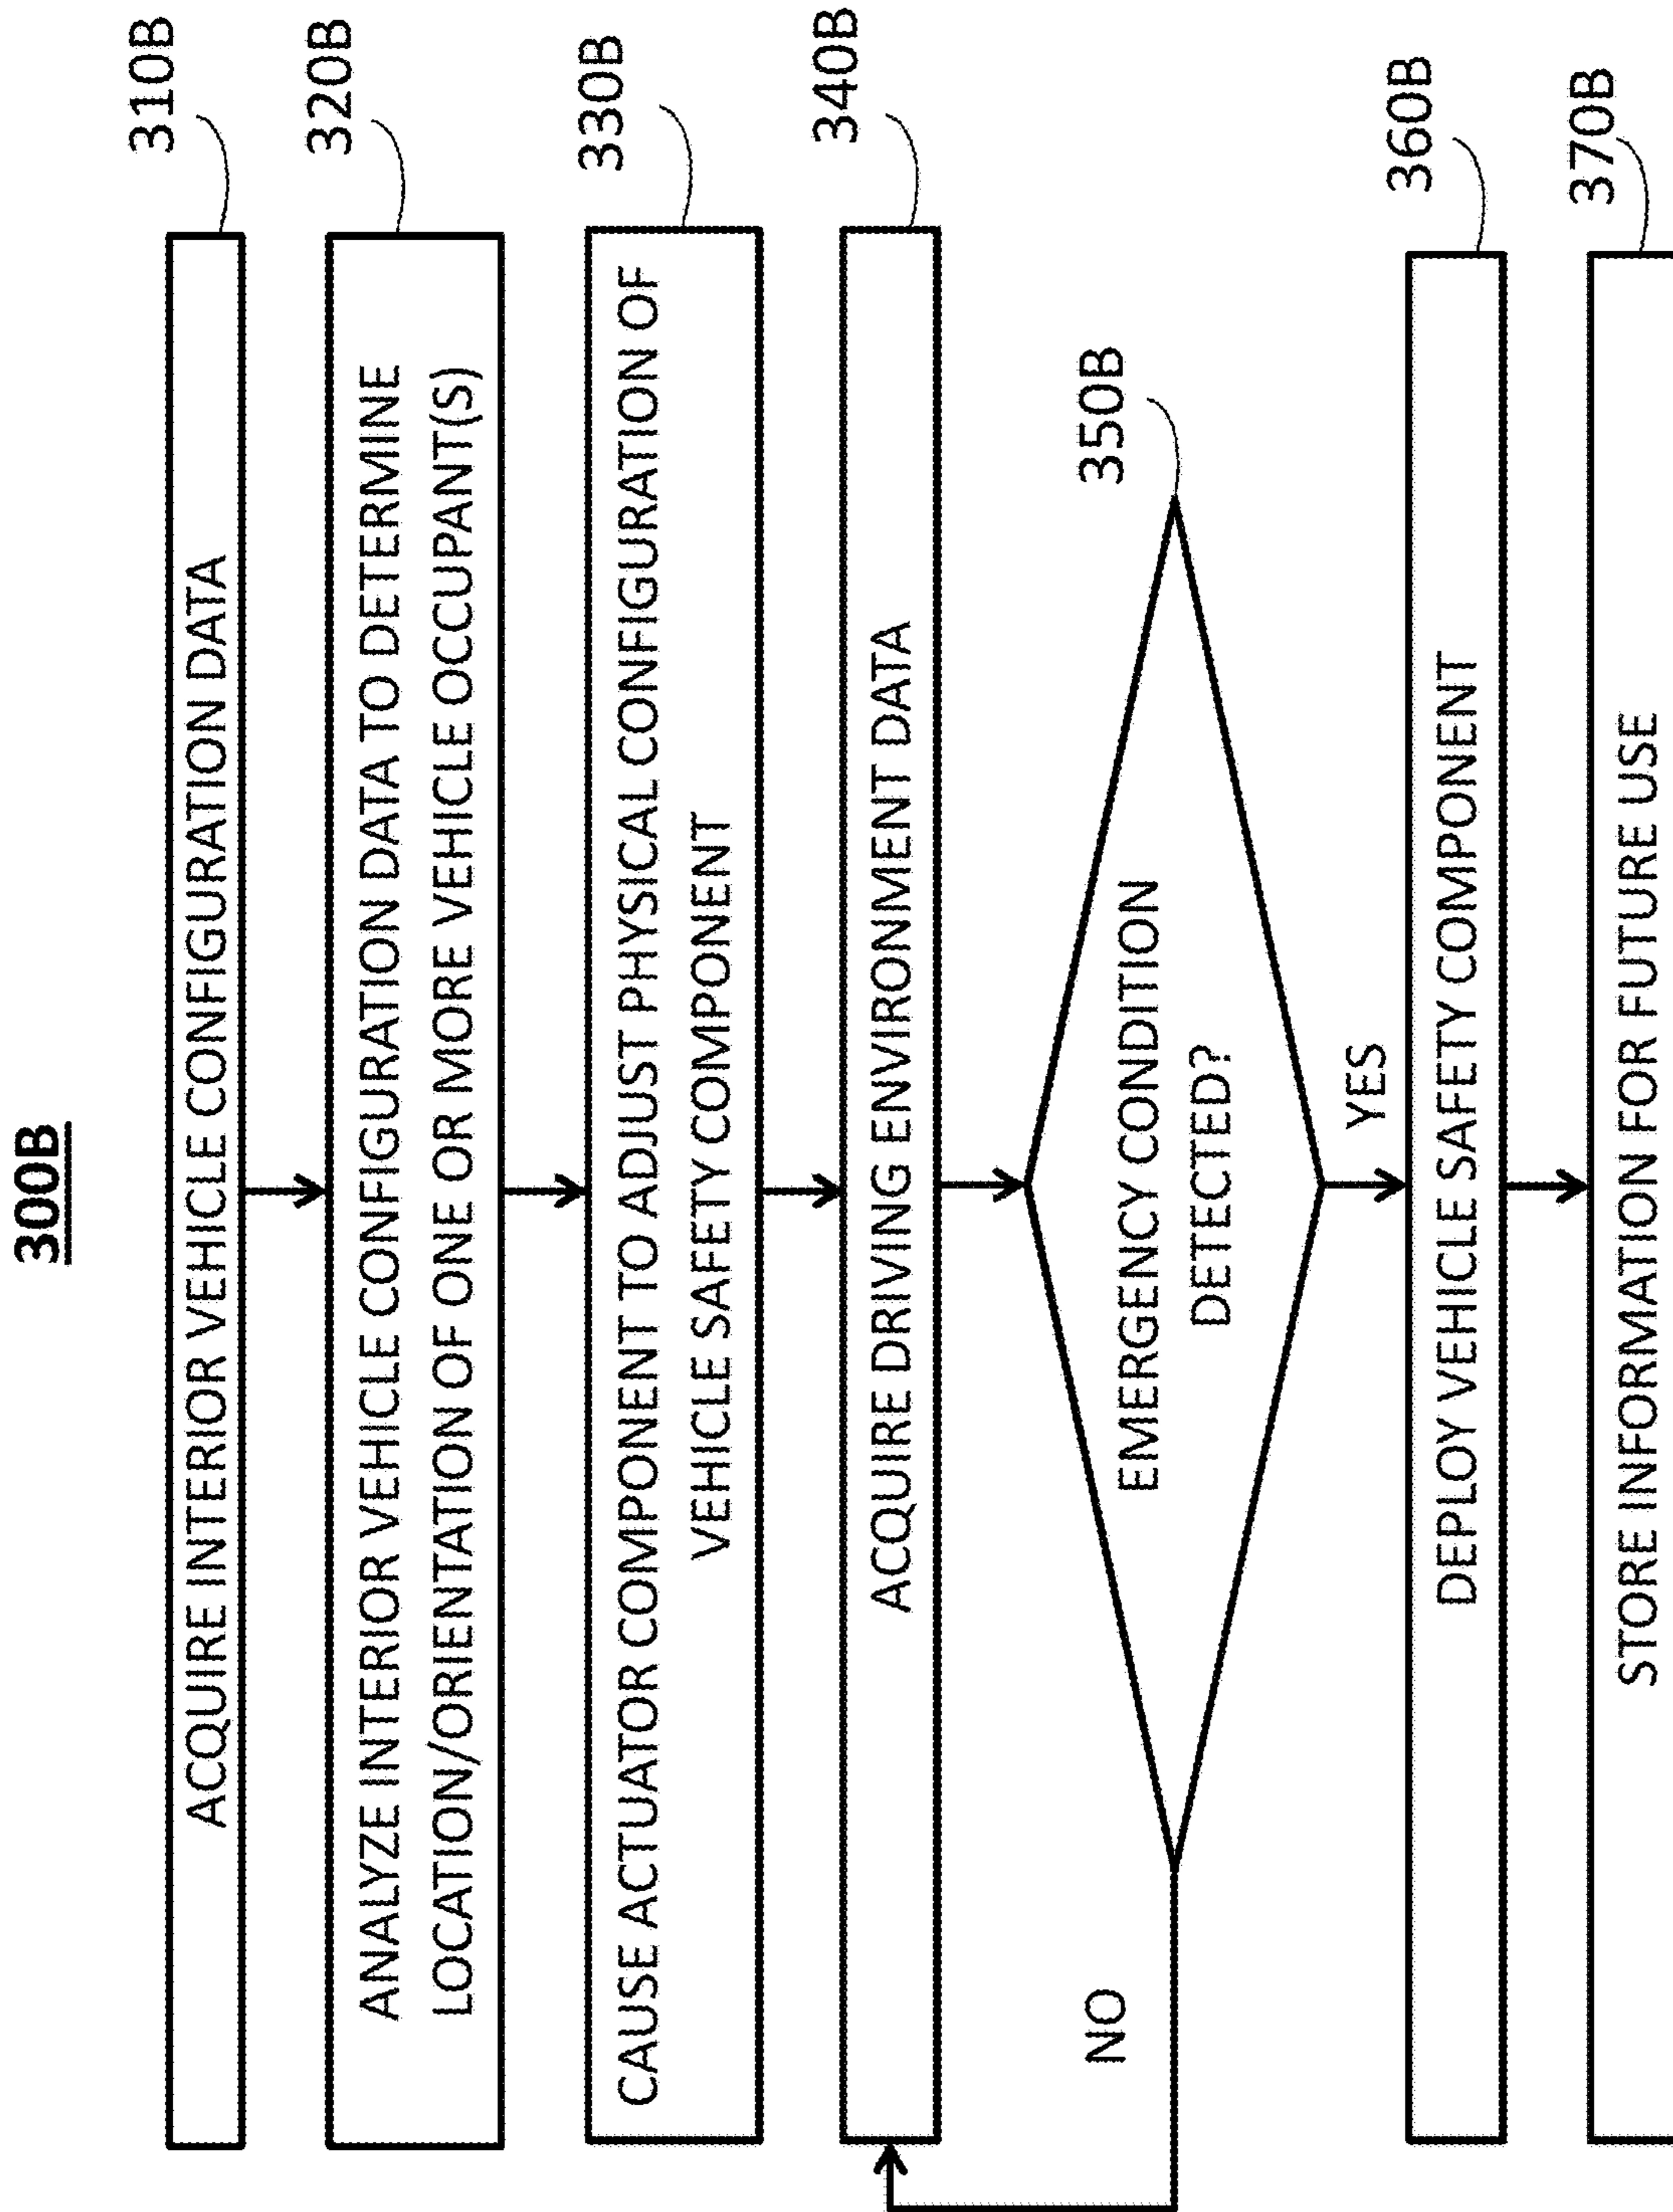 300B
310B
ACQUIRE INTERIOR VEHICLE CONFIGURATION DATA
320B
ANALYZE INTERIOR VEHICLE CONFIGURATION DATA TO DETERMINE
LOCATION/ORIENTATION OF ONE OR MORE VEHICLE OCCUPANT(S)
330B
CAUSE ACTUATOR COMPONENT TO ADJUST PHYSICAL CONFIGURATION OF
VEHICLE SAFETY COMPONENT
340B
ACQUIRE DRIVING ENVIRONMENT DATA
350B
EMERGENCY CONDITION
DETECTED?
NO
YES
360B
DEPLOY VEHICLE SAFETY COMPONENT
370B
STORE INFORMATION FOR FUTURE USE